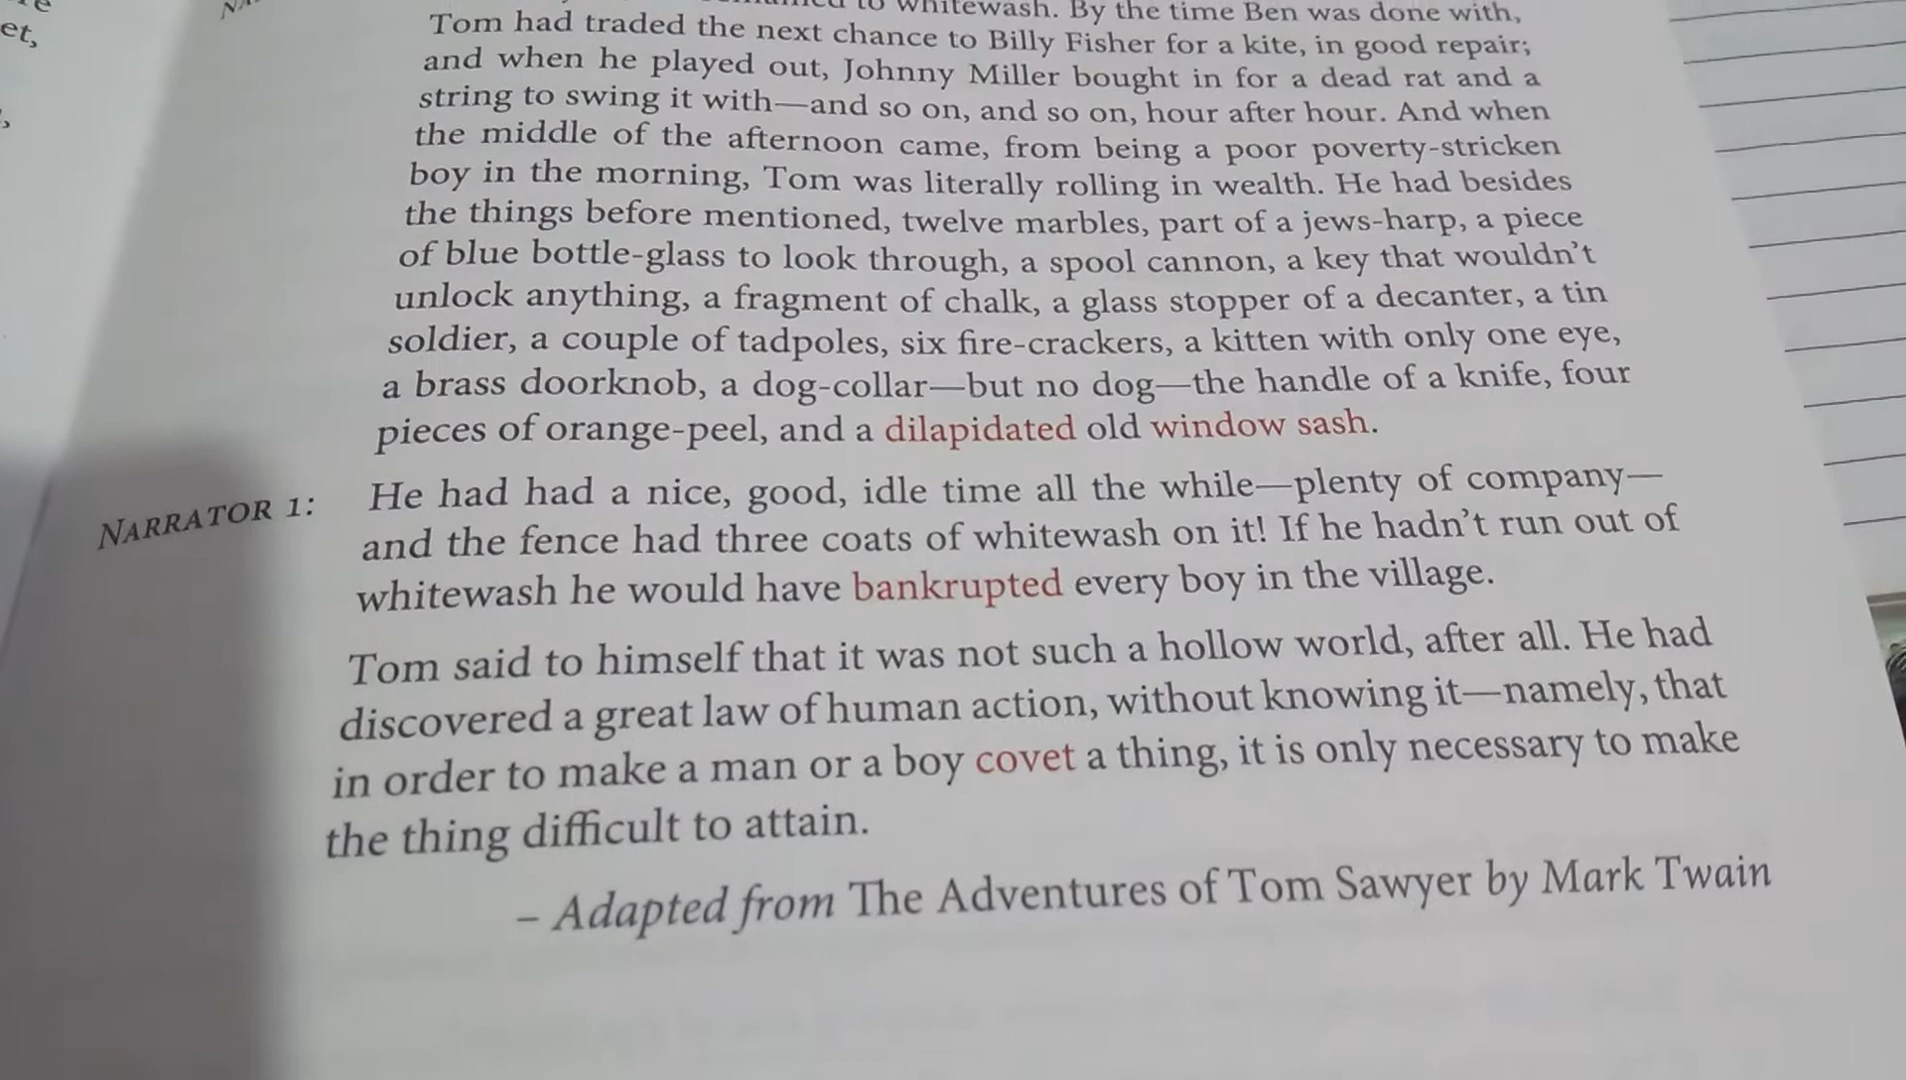 et,
to whitewash. By the time Ben was done with,
Tom had traded the next chance to Billy Fisher for a kite, in good repair;
and when he played out, Johnny Miller bought in for a dead rat and a
string to swing it with—and so on, and so on, hour after hour. And when
the middle of the afternoon came, from being a poor poverty-stricken
boy in the morning, Tom was literally rolling in wealth. He had besides
the things before mentioned, twelve marbles, part of a jews-harp, a piece
of blue bottle-glass to look through, a spool cannon, a key that wouldn't
unlock anything, a fragment of chalk, a glass stopper of a decanter, a tin
soldier, a couple of tadpoles, six fire-crackers, a kitten with only one eye,
a brass doorknob, a dog-collar—but no dog—the handle of a knife, four
pieces of orange-peel, and a dilapidated old window sash.
NARRATOR 1: He had had a nice, good, idle time all the while—plenty of company—
and the fence had three coats of whitewash on it! If he hadn't run out of
whitewash he would have bankrupted every boy in the village.
Tom said to himself that it was not such a hollow world, after all. He had
discovered a great law of human action, without knowing it—namely, that
in order to make a man or a boy covet a thing, it is only necessary to make
the thing difficult to attain.
– Adapted from The Adventures of Tom Sawyer by Mark Twain